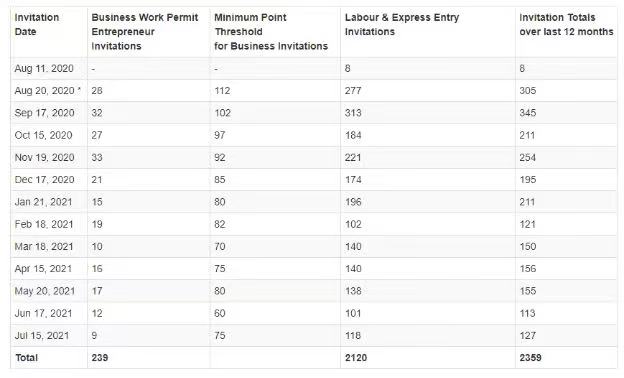 Invitation Date Business Work Permit Entrepreneur Invitations Minimum Point Threshold for Business Invitations Labour & Express Entry Invitations Invitation Totals over last 12 months
Aug 11, 2020 - - 8 8
Aug 20, 2020 * 28 112 277 305
Sep 17, 2020 32 102 313 345
Oct 15, 2020 27 97 184 211
Nov 19, 2020 33 92 221 254
Dec 17, 2020 21 85 174 195
Jan 21, 2021 15 80 196 211
Feb 18, 2021 19 82 102 121
Mar 18, 2021 10 70 140 150
Apr 15, 2021 16 75 140 156
May 20, 2021 17 80 138 155
Jun 17, 2021 12 60 101 113
Jul 15, 2021 9 75 118 127
Total 239 2120 2359